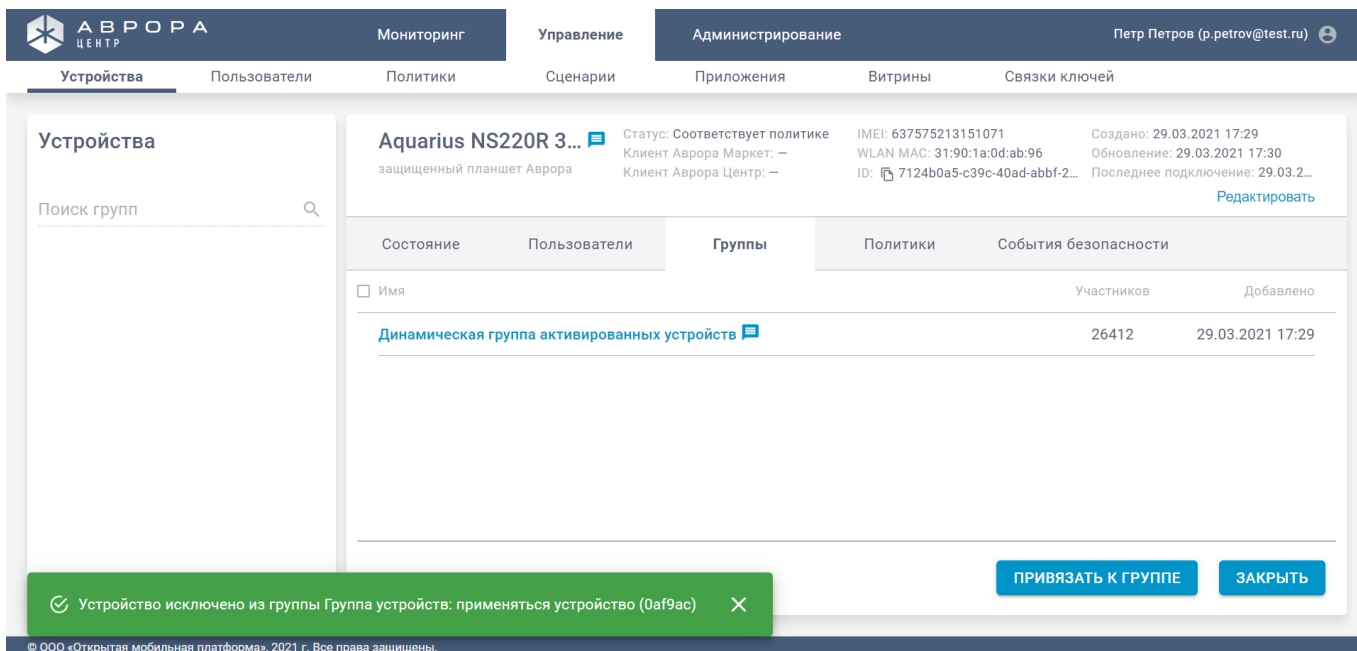 АВРОРА
ЦЕНТР
Мониторинг
Управление
Администрирование
Петр Петров (p.petrov@test.ru)
Устройства
Пользователи
Политики
Сценарии
Приложения
Витрины
Связки ключей
Устройства
Поиск групп
Aquarius NS220R 3...
защищенный планшет Аврора
Статус: Соответствует политике
Клиент Аврора Маркет: —
Клиент Аврора Центр: —
IMEI: 637575213151071
WLAN MAC: 31:90:1a:0d:ab:96
ID: 7124b0a5-c39c-40ad-abbf-2...
Создано: 29.03.2021 17:29
Обновление: 29.03.2021 17:30
Последнее подключение: 29.03.2...
Редактировать
Состояние
Пользователи
Группы
Политики
События безопасности
Имя
Участников
Добавлено
Динамическая группа активированных устройств
26412
29.03.2021 17:29
ПРИВЯЗАТЬ К ГРУППЕ
ЗАКРЫТЬ
Устройство исключено из группы Группа устройств: применяться устройство (0af9ac)
© ООО «Открытая мобильная платформа», 2021 г. Все права защищены.